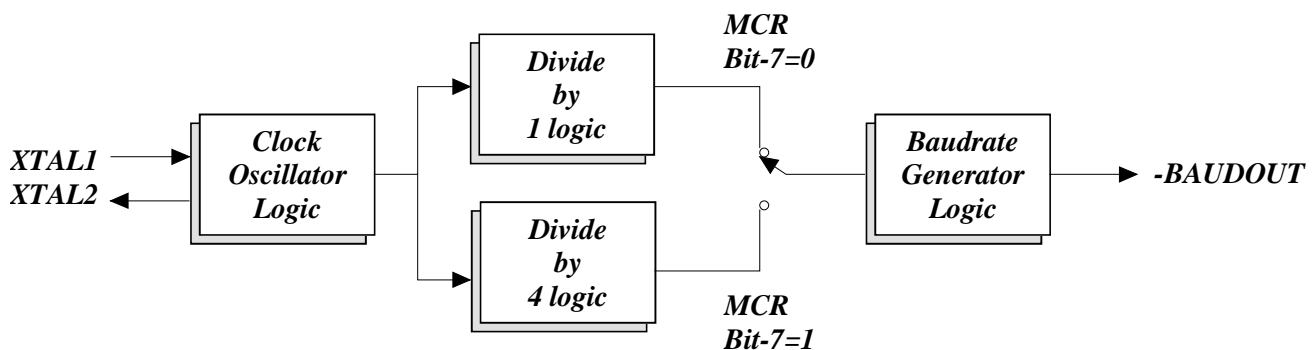 XTAL1
XTAL2
Clock
Oscillator
Logic
Divide
by
1 logic
Divide
by
4 logic
MCR
Bit-7=0
MCR
Bit-7=1
Baudrate
Generator
Logic
-BAUDOUT